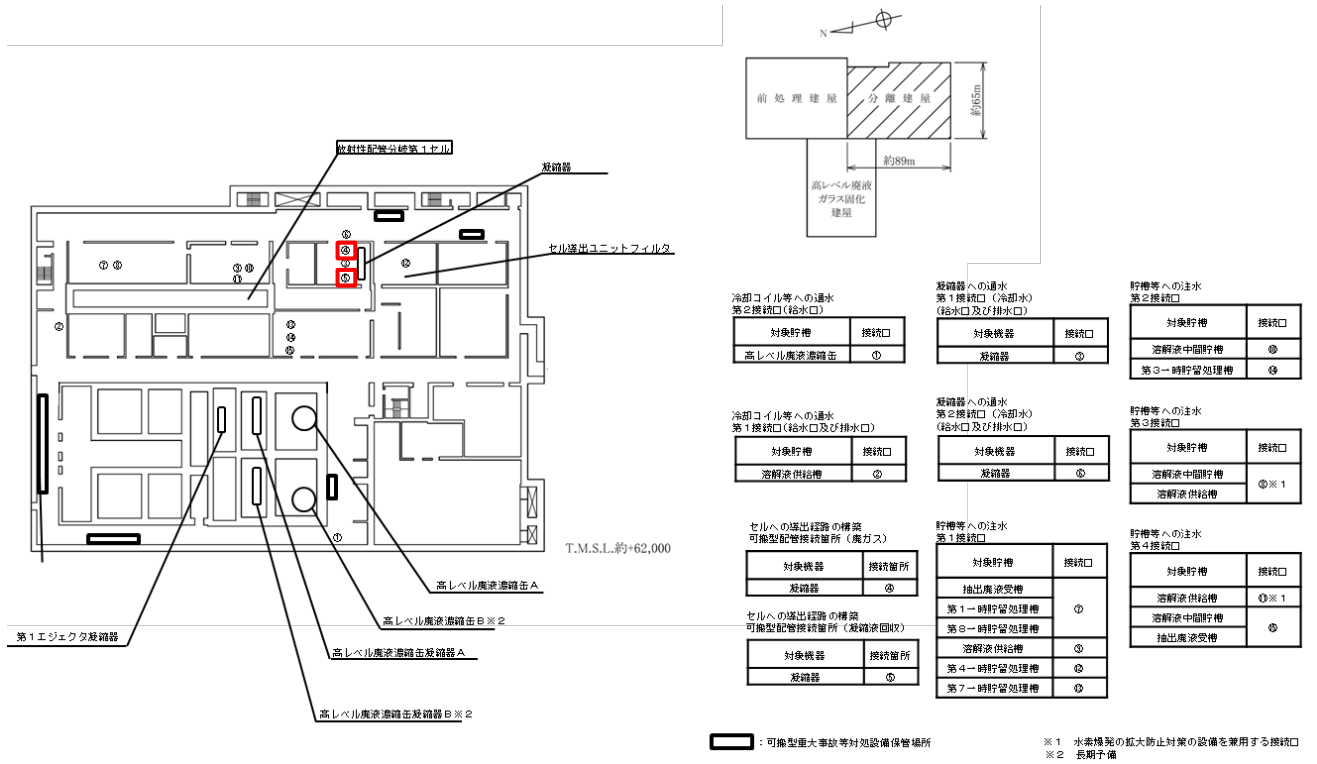 N
前処理建屋
分離建屋
約65m
約89m
高レベル廃液
ガラス固化
建屋
放射性配管分岐第1セル
凝縮器
セル導出ユニットフィルタ
⑥
④
③
⑤
⑫
⑦ ⑧
⑨ ⑩
⑪
②
⑬
⑭
⑮
①
T.M.S.L.約+62,000
高レベル廃液濃縮缶A
高レベル廃液濃縮缶B※2
第1エジェクタ凝縮器
高レベル廃液濃縮缶凝縮器A
高レベル廃液濃縮缶凝縮器B※2
冷却コイル等への通水
第2接続口(給水口)
対象貯槽 接続口
高レベル廃液濃縮缶 ①
冷却コイル等への通水
第1接続口(給水口及び排水口)
対象貯槽 接続口
溶解液供給槽 ②
セルへの導出経路の構築
可搬型配管接続箇所(廃ガス)
対象機器 接続箇所
凝縮器 ④
セルへの導出経路の構築
可搬型配管接続箇所(凝縮液回収)
対象機器 接続箇所
凝縮器 ⑤
凝縮器への通水
第1接続口(冷却水)
(給水口及び排水口)
対象機器 接続口
凝縮器 ③
凝縮器への通水
第2接続口(冷却水)
(給水口及び排水口)
対象機器 接続口
凝縮器 ⑥
貯槽等への注水
第1接続口
対象貯槽 接続口
抽出廃液受槽
第1一時貯留処理槽 ⑦
第8一時貯留処理槽
溶解液供給槽
第4一時貯留処理槽 ⑫
第7一時貯留処理槽
貯槽等への注水
第2接続口
対象貯槽 接続口
溶解液中間貯槽
第3一時貯留処理槽 ⑭
貯槽等への注水
第3接続口
対象貯槽 接続口
溶解液中間貯槽
※1
溶解液供給槽
貯槽等への注水
第4接続口
対象貯槽 接続口
溶解液供給槽 ⑪※1
溶解液中間貯槽
⑮
抽出廃液受槽
:可搬型重大事故等対処設備保管場所
※1 水素爆発の拡大防止対策の設備を兼用する接続口
※2 長期予備